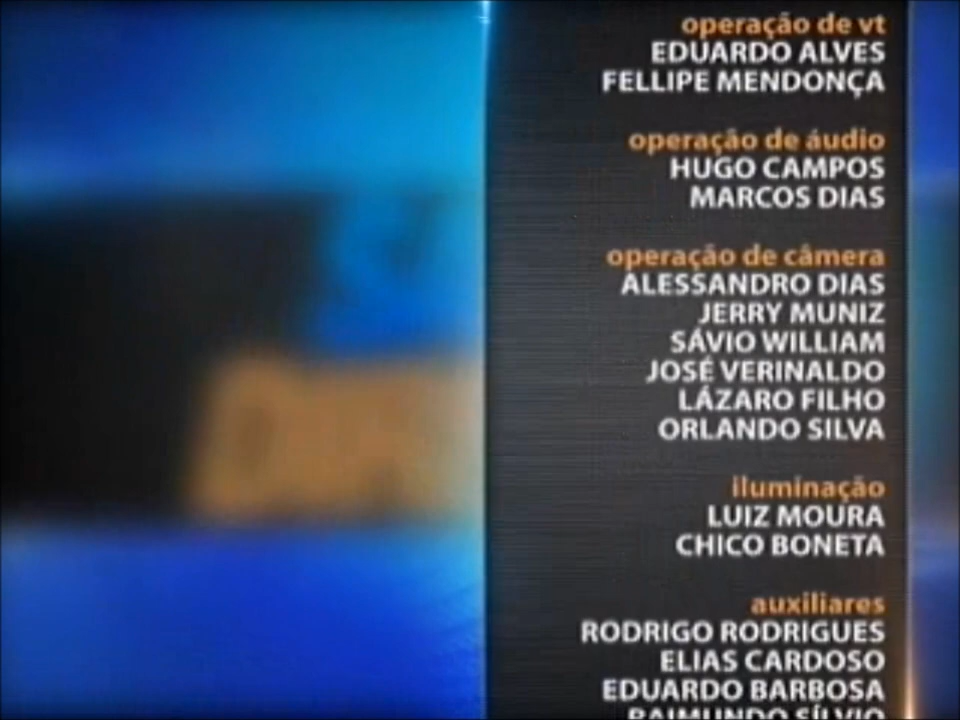 operação de vt
EDUARDO ALVES
FELLIPE MENDONÇA
operação de áudio
HUGO CAMPOS
MARCOS DIAS
operação de câmera
ALESSANDRO DIAS
JERRY MUNIZ
SÁVIO WILLIAM
JOSÉ VERINALDO
LÁZARO FILHO
ORLANDO SILVA
iluminação
LUIZ MOURA
CHICO BONETA
auxiliares
RODRIGO RODRIGUES
ELIAS CARDOSO
EDUARDO BARBOSA
RAIMUNDO SÍLVIO